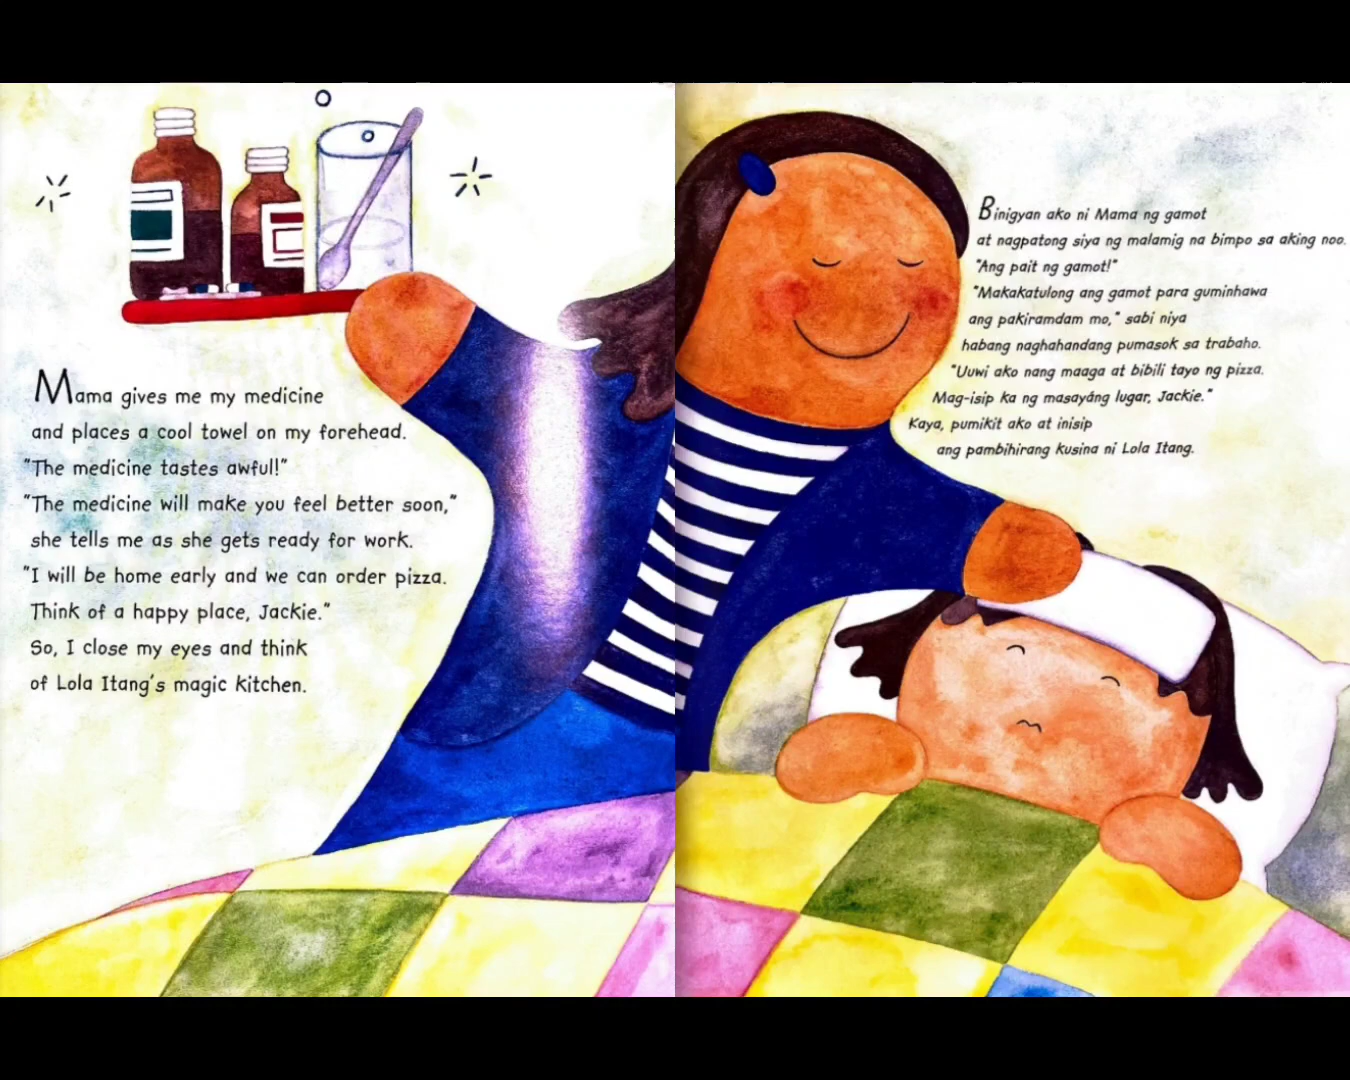 Mama gives me my medicine
and places a cool towel on my forehead.
"The medicine tastes awful!"
"The medicine will make you feel better soon,"
she tells me as she gets ready for work.
"I will be home early and we can order pizza.
Think of a happy place, Jackie."
So, I close my eyes and think
of Lola Itang's magic kitchen.
Binigyan ako ni Mama ng gamot
at nagpatong siya ng malamig na bimpo sa aking noo.
"Ang pait ng gamot!"
"Makakatulong ang gamot para guminhawa
ang pakiramdam mo," sabi niya
habang naghahandang pumasok sa trabaho.
"Uuwi ako nang maaga at bibili tayo ng pizza.
Mag-isip ka ng masayáng lugar, Jackie."
Kaya, pumikit ako at inisip
ang pambihirang kusina ni Lola Itang.